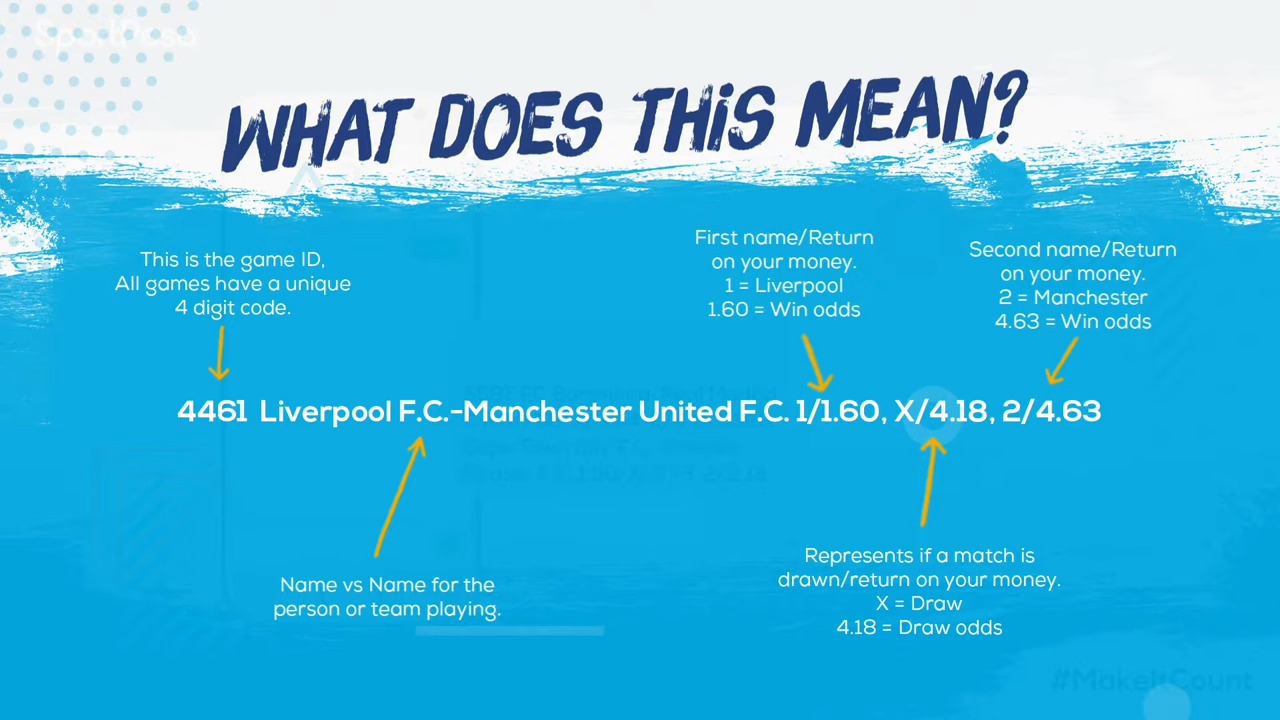 SportPesa
WHAT DOES THiS MEAN?
This is the game ID,
All games have a unique
4 digit code.
First name/Return
on your money.
1 = Liverpool
1.60 = Win odds
Second name/Return
on your money.
2 = Manchester
4.63 = Win odds
4461 Liverpool F.C.-Manchester United F.C. 1/1.60, X/4.18, 2/4.63
Name vs Name for the
person or team playing.
Represents if a match is
drawn/return on your money.
X = Draw
4.18 = Draw odds
#MakeItCount